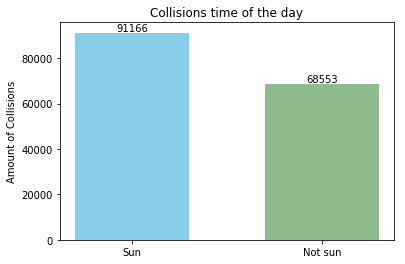 Collisions time of the day
91166
68553
Amount of Collisions
80000
60000
40000
20000
0
Sun
Not sun